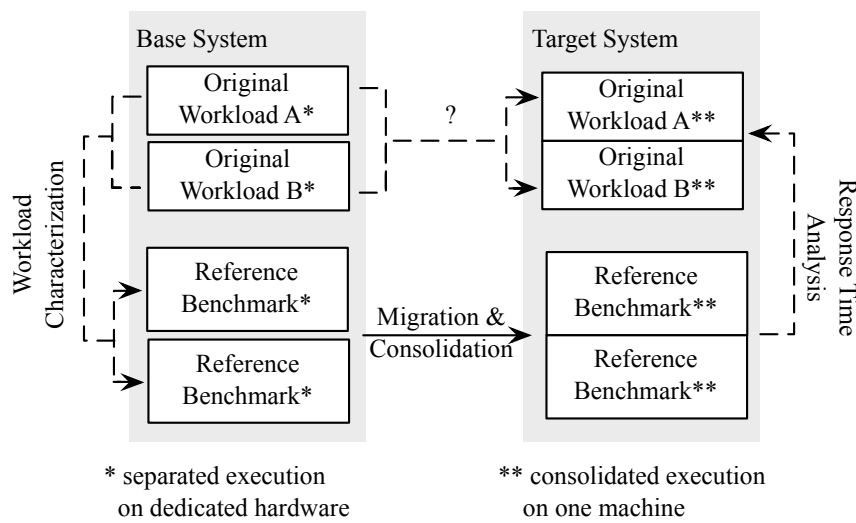 Base System
Original
Workload A*
Original
Workload B*
Reference
Benchmark*
Reference
Benchmark*
Workload
Characterization
?
Migration &
Consolidation
Target System
Original
Workload A**
Original
Workload B**
Reference
Benchmark**
Reference
Benchmark**
Response Time
Analysis
* separated execution
on dedicated hardware
** consolidated execution
on one machine